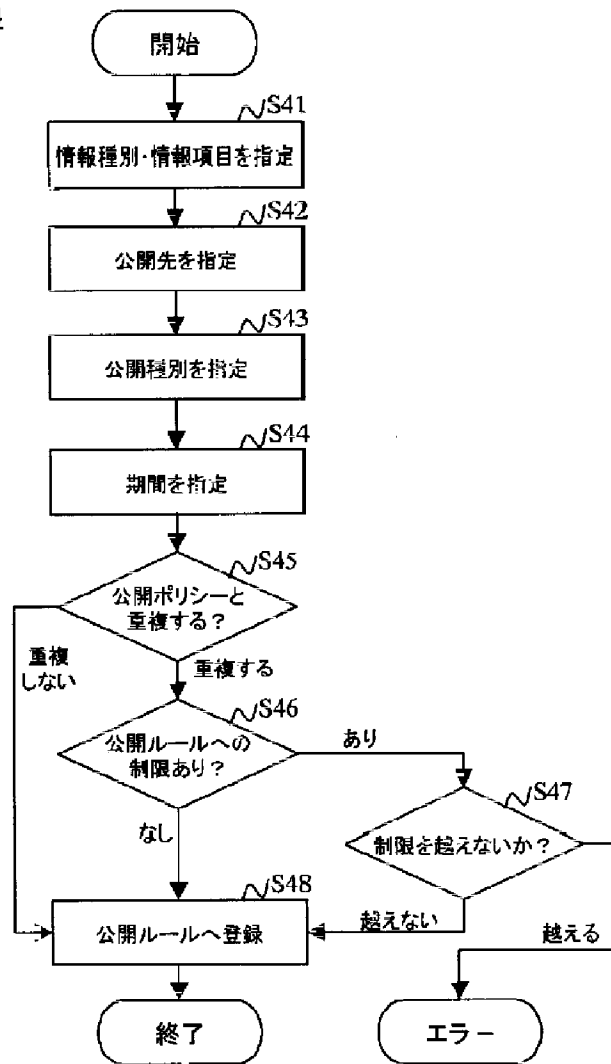 開始
S41
情報種別・情報項目を指定
S42
公開先を指定
S43
公開種別を指定
S44
期間を指定
S45
公開ポリシーと
重複する？
重複
しない
重複する
S46
公開ルールへの
制限あり？
あり
なし
S47
制限を越えないか？
S48
公開ルールへ登録
越えない
越える
終了
エラー